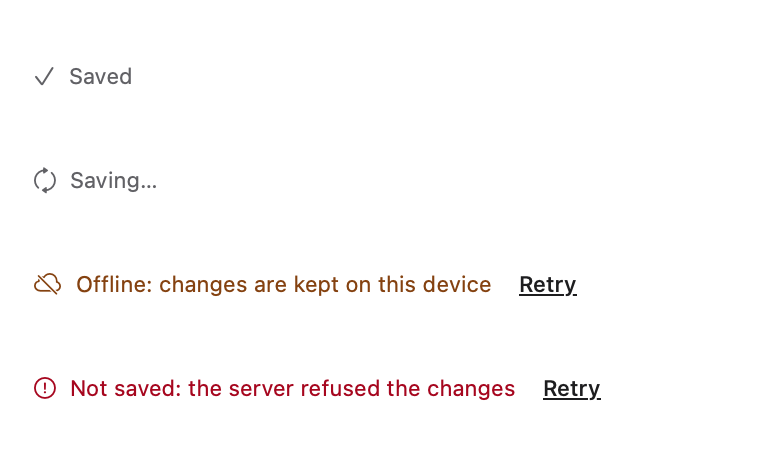 Saved
Saving...
Offline: changes are kept on this device Retry
Not saved: the server refused the changes Retry